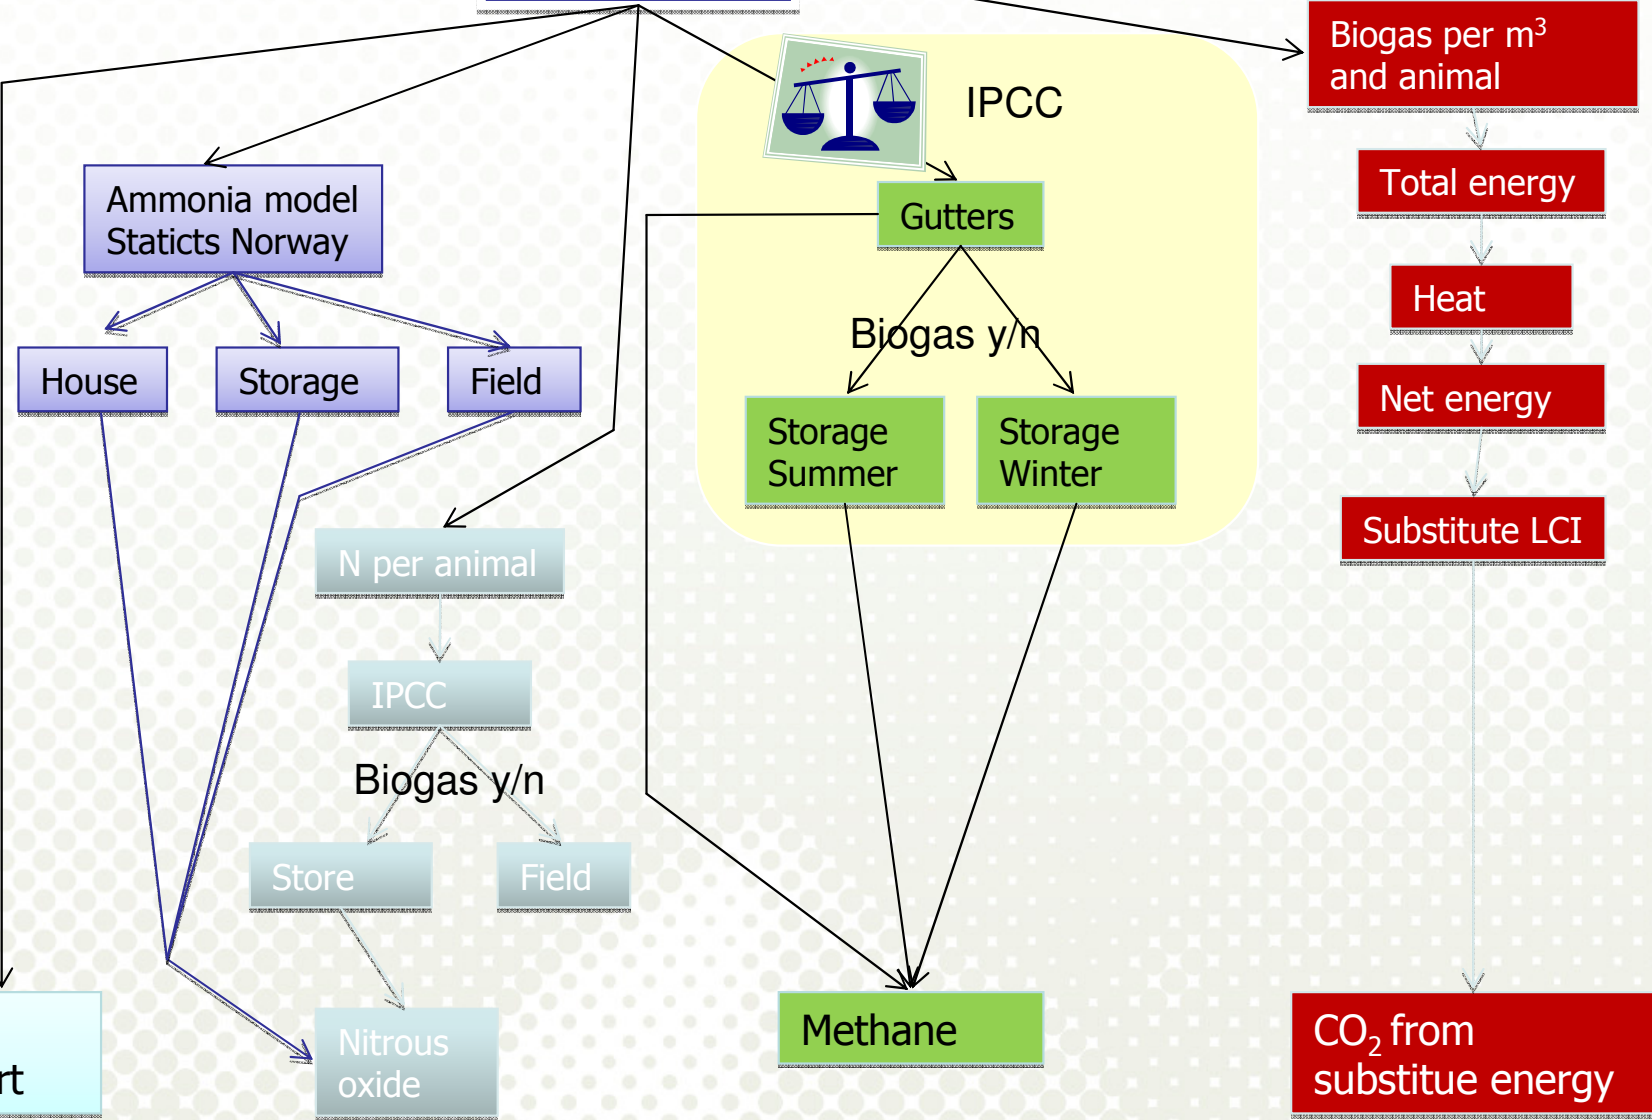 Biogas per m³
and animal
IPCC
Total energy
Ammonia model
Staticts Norway
Gutters
Heat
Biogas y/n
House
Storage
Field
Net energy
Storage
Summer
Storage
Winter
Substitute LCI
N per animal
IPCC
Biogas y/n
Store
Field
Methane
Nitrous
oxide
CO₂ from
substitue energy
rt